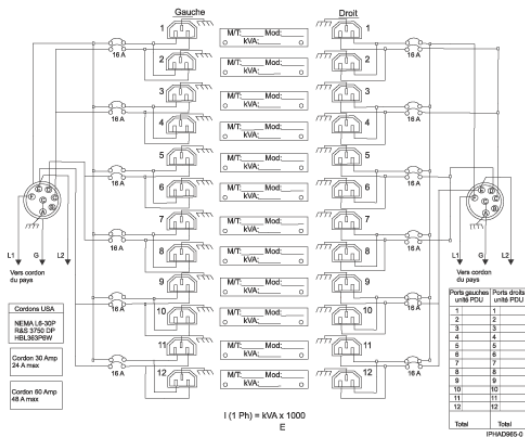 Gauche
Droit
1 M/T: Mod: 1
kVA:
16 A 16 A
2 M/T: Mod: 2
kVA:
3 M/T: Mod: 3
kVA:
16 A 16 A
4 M/T: Mod: 4
kVA:
5 M/T: Mod: 5
kVA:
16 A 16 A
6 M/T: Mod: 6
kVA:
7 M/T: Mod: 7
kVA:
16 A 16 A
8 M/T: Mod: 8
kVA:
9 M/T: Mod: 9
kVA:
16 A 16 A
10 M/T: Mod: 10
kVA:
11 M/T: Mod: 11
kVA:
16 A 16 A
12 M/T: Mod: 12
kVA:
L1 G L2
Vers cordon
du pays
L1 G L2
Vers cordon
du pays
Cordons USA
NEMA L6-30P
R&S 3750 DP
HBL363P6W
Cordon 30 Amp
24 A max
Cordon 60 Amp
48 A max
I (1 Ph) = kVA x 1000
E
Ports gauches Ports droits
unité PDU unité PDU
1 1
2 2
3 3
4 4
5 5
6 6
7 7
8 8
9 9
10 10
11 11
12 12
Total Total
IPHAD965-0